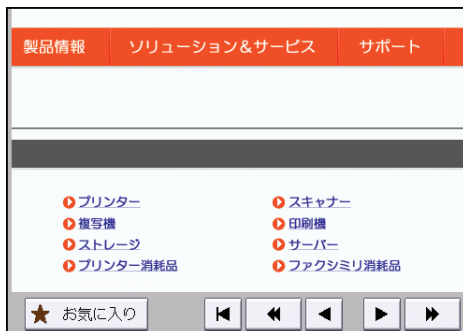 製品情報 ソリューション＆サービス サポート
プリンター スキャナー
複写機 印刷機
ストレージ サーバー
プリンター消耗品 ファクシミリ消耗品
お気に入り